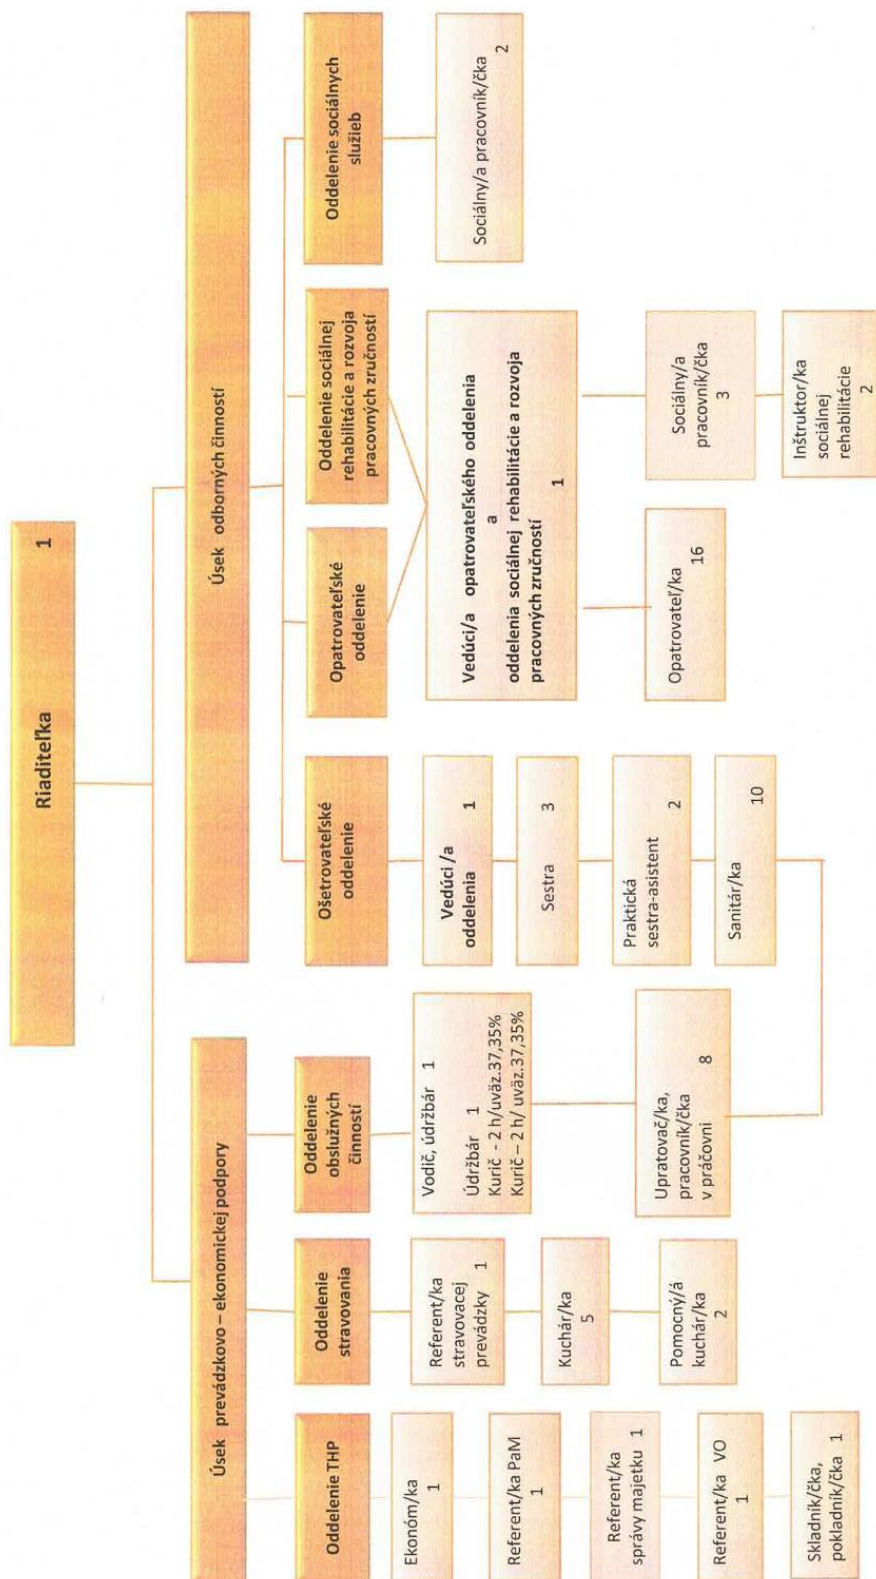 Riaditeľka 1
Úsek prevádzkovo – ekonomickej podpory
Úsek odborných činností
Oddelenie THP
Oddelenie
stravovania
Oddelenie
obslužných
činností
Ošetrovateľské
oddelenie
Opatrovateľské
oddelenie
Oddelenie sociálnej
rehabilitácie a rozvoja
pracovných zručností
Oddelenie sociálnych
služieb
Ekonóm/ka
1
Referent/ka PaM
1
Referent/ka
správy majetku 1
Referent/ka VO
1
Skladník/čka,
pokladník/čka 1
Referent/ka
stravovacej
prevádzky 1
Kuchár/ka
5
Pomocný/á
kuchár/ka
2
Vodič, údržbár 1
Údržbár 1
Kurič - 2 h/uväz.37,35%
Kurič – 2 h/ uväz.37,35%
Upratovač/ka,
pracovník/čka
v práčovni 8
Vedúci /a
oddelenia 1
Sestra 3
Praktická
sestra-asistent 2
Sanitár/ka 10
Vedúci/a opatrovateľského oddelenia
a
oddelenia sociálnej rehabilitácie a rozvoja
pracovných zručností 1
Opatrovateľ/ka
16
Sociálny/a
pracovník/čka
3
Inštruktor/ka
sociálnej
rehabilitácie
2
Sociálny/a pracovník/čka
2